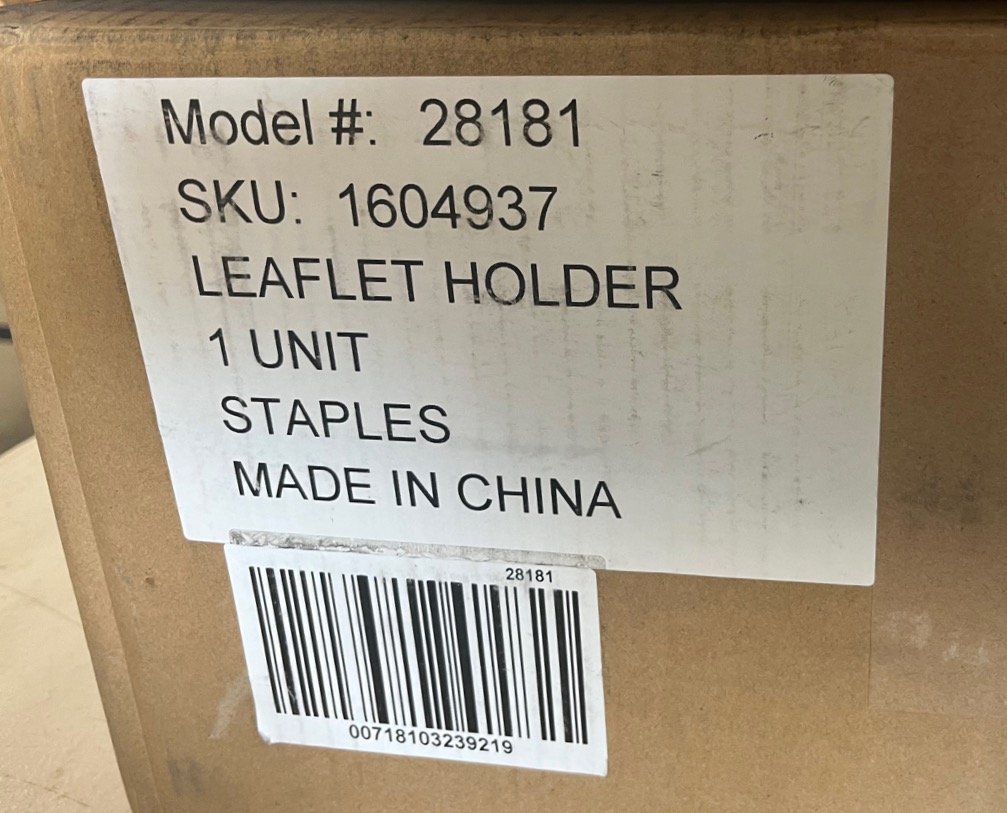 Model #: 28181
SKU: 1604937
LEAFLET HOLDER
1 UNIT
STAPLES
MADE IN CHINA
28181
00718103239219